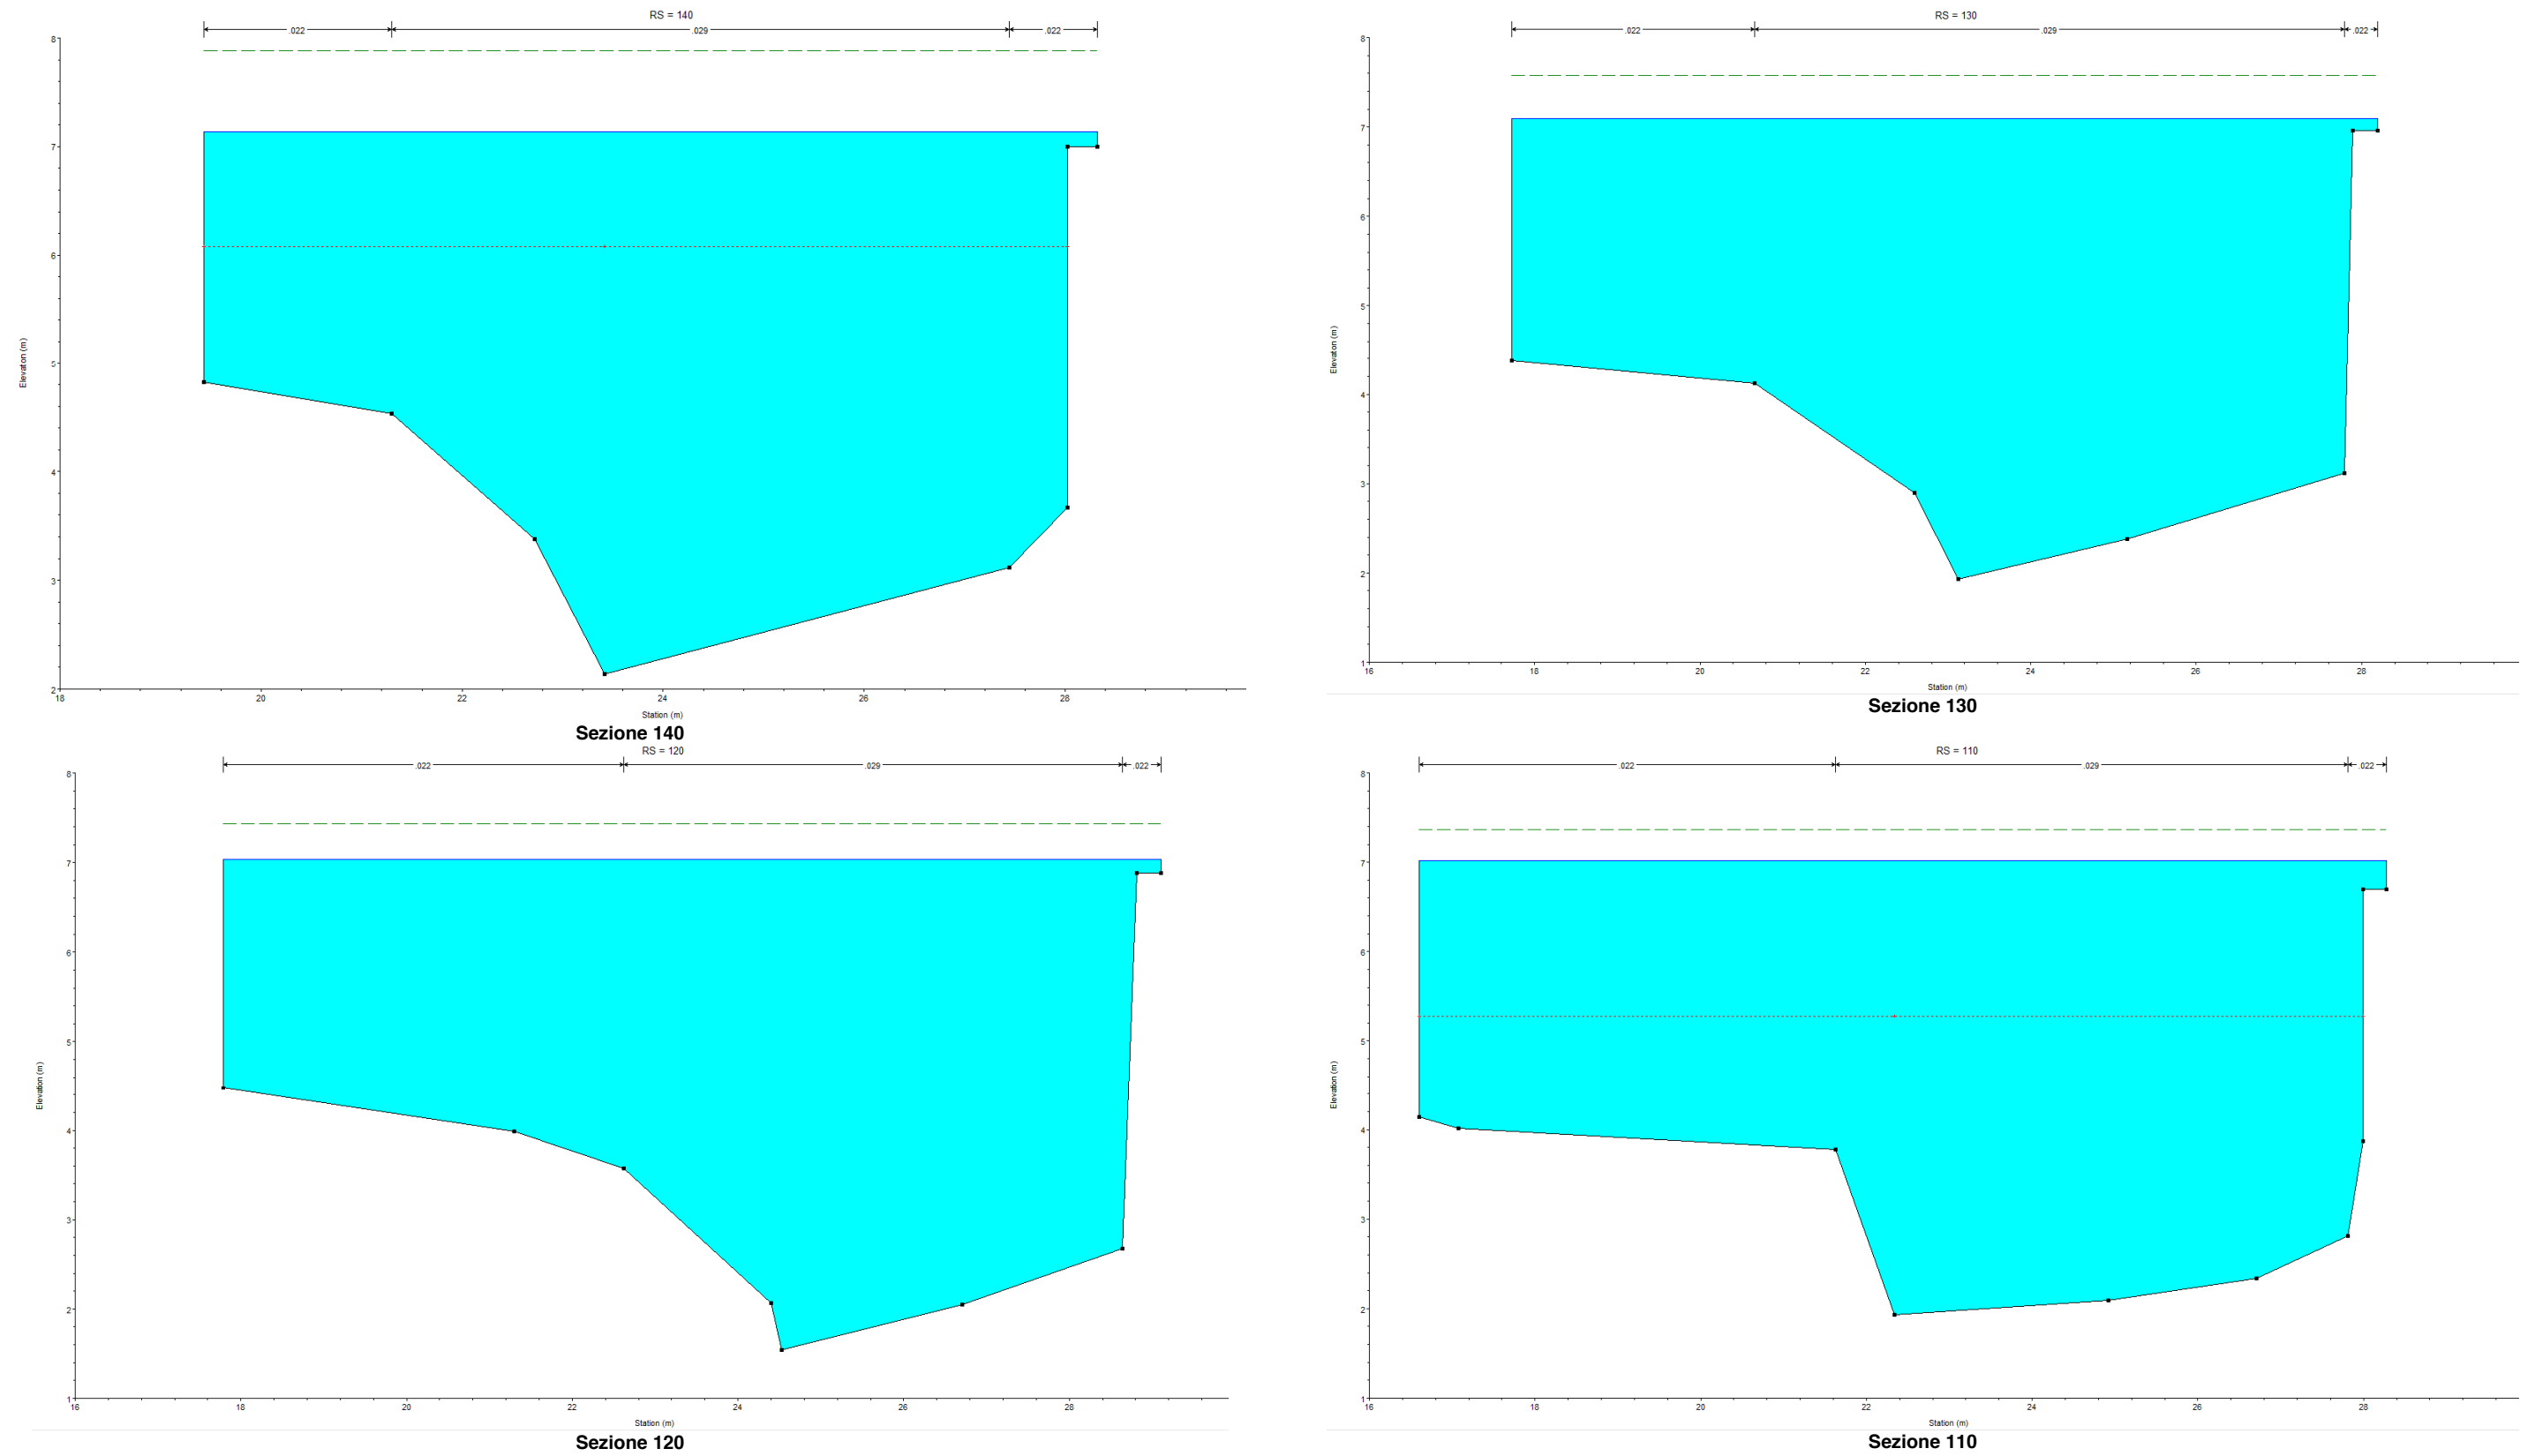 RS = 140
.022 .029 .022
8
7
6
5
4
3
2
Elevation (m)
18 20 22 24 26 28
Station (m)
Sezione 140
RS = 130
.022 .029 .022
8
7
6
5
4
3
2
1
Elevation (m)
16 18 20 22 24 26 28
Station (m)
Sezione 130
RS = 120
.022 .029 .022
8
7
6
5
4
3
2
1
Elevation (m)
16 18 20 22 24 26 28
Station (m)
Sezione 120
RS = 110
.022 .029 .022
8
7
6
5
4
3
2
1
Elevation (m)
16 18 20 22 24 26 28
Station (m)
Sezione 110